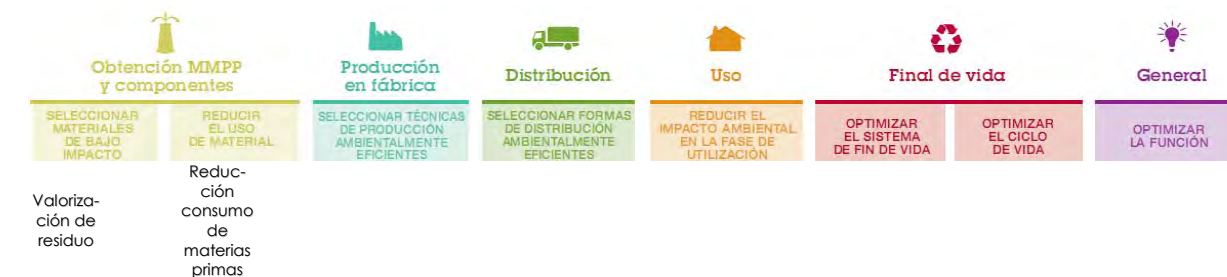 Obtención MMPP
y componentes
SELECCIONAR
MATERIALES
DE BAJO
IMPACTO
REDUCIR
EL USO
DE MATERIAL
Producción
en fábrica
SELECCIONAR TÉCNICAS
DE PRODUCCIÓN
AMBIENTALMENTE
EFICIENTES
Distribución
SELECCIONAR FORMAS
DE DISTRIBUCIÓN
AMBIENTALMENTE
EFICIENTES
Uso
REDUCIR EL
IMPACTO AMBIENTAL
EN LA FASE DE
UTILIZACIÓN
Final de vida
OPTIMIZAR
EL SISTEMA
DE FIN DE VIDA
OPTIMIZAR
EL CICLO
DE VIDA
General
OPTIMIZAR
LA FUNCIÓN
Valoriza-
ción de
residuo
Reduc-
ción
consumo
de
materias
primas